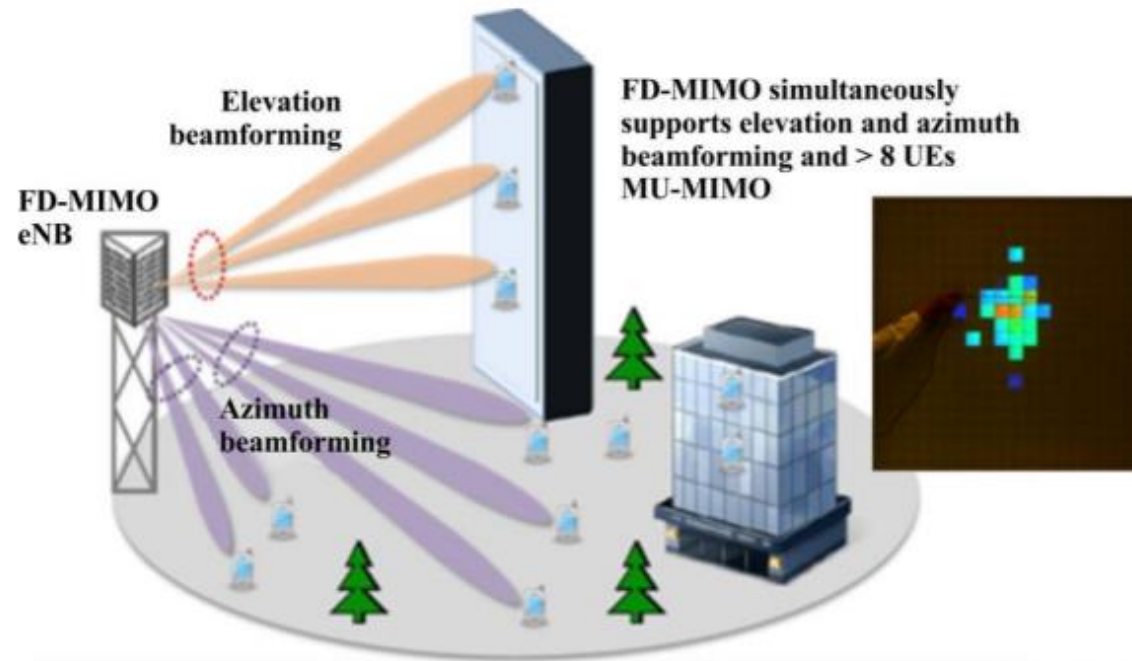 Elevation
beamforming
FD-MIMO simultaneously
supports elevation and azimuth
beamforming and > 8 UEs
MU-MIMO
FD-MIMO
eNB
Azimuth
beamforming